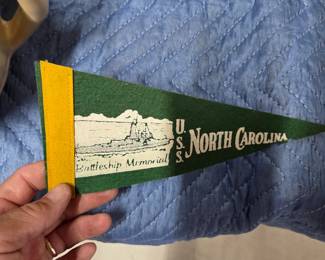 Battleship Memorial
U.S.S.
NORTH CAROLINA